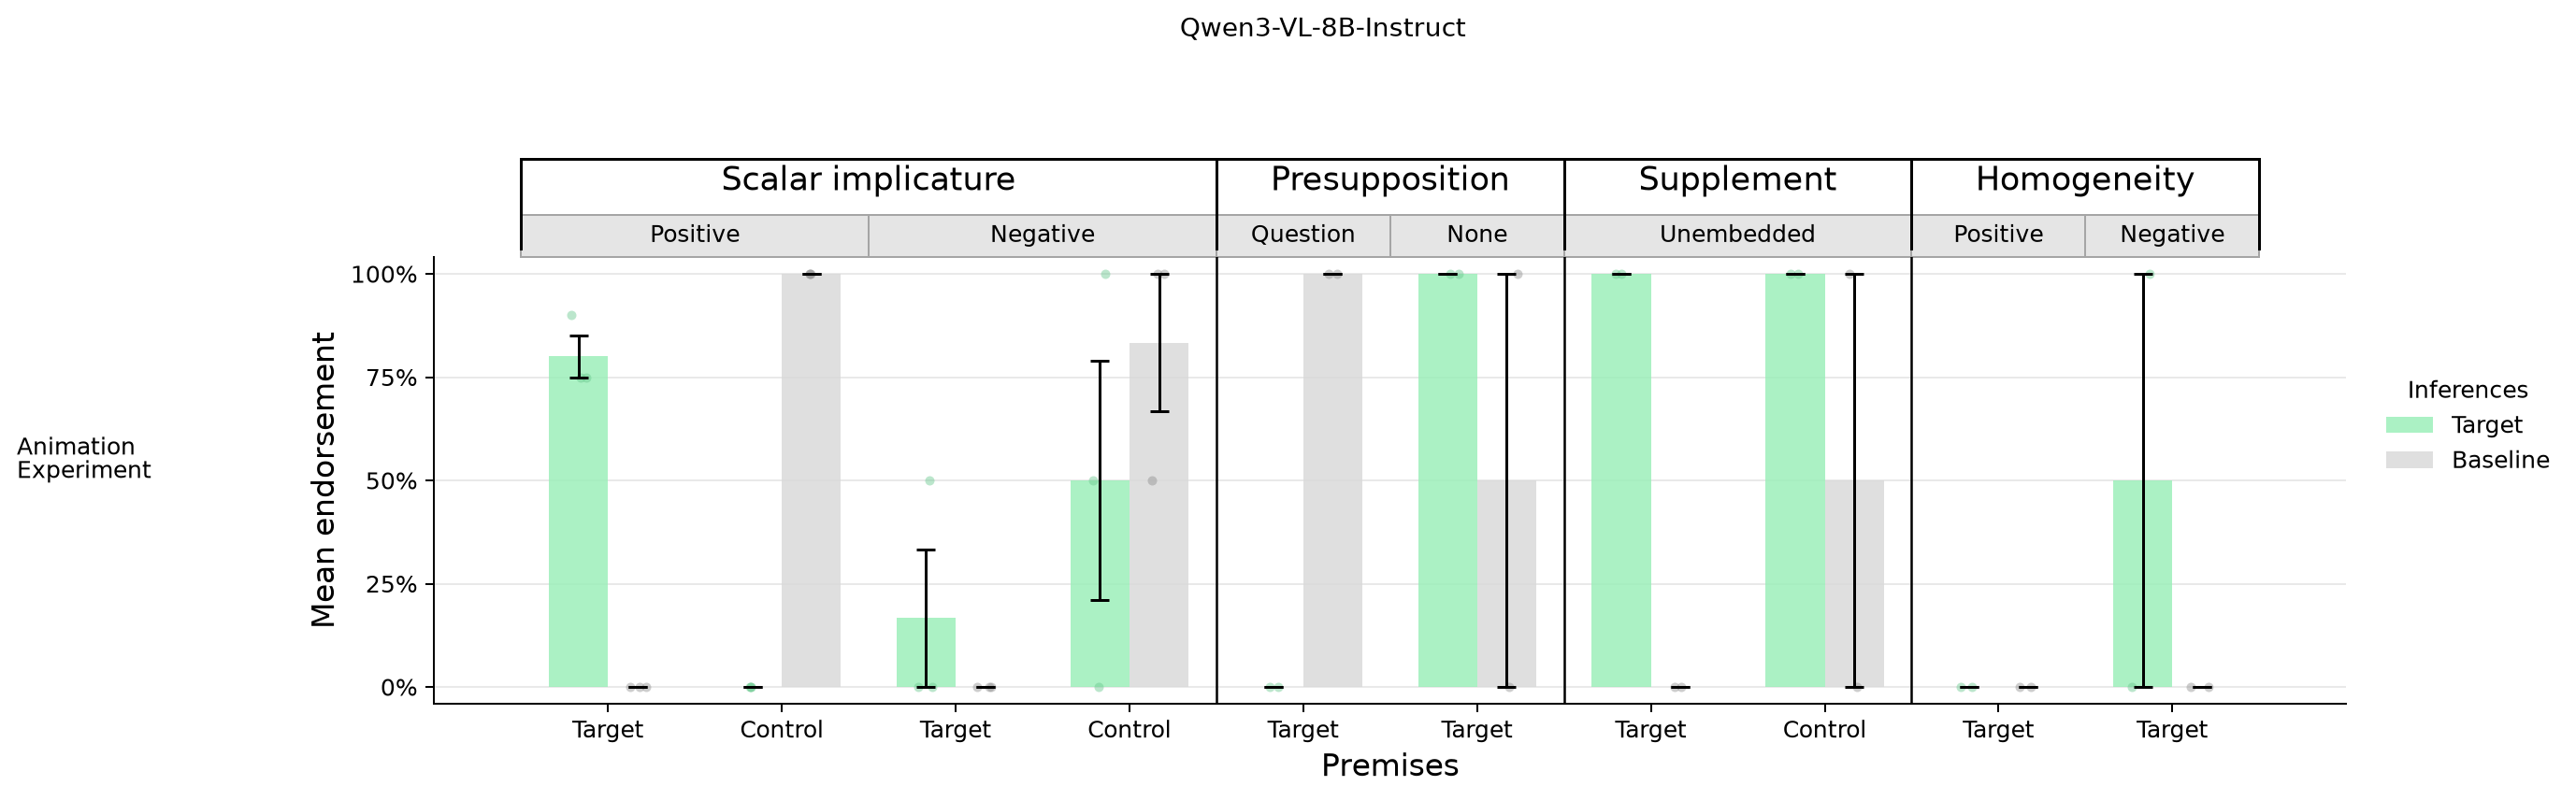 Qwen3-VL-8B-Instruct
Scalar implicature Presupposition Supplement Homogeneity
Positive Negative Question None Unembedded Positive Negative
100%
75%
50%
25%
0%
Mean endorsement
Animation
Experiment
Inferences
Target
Baseline
Target Control Target Control Target Target Target Control Target Target
Premises